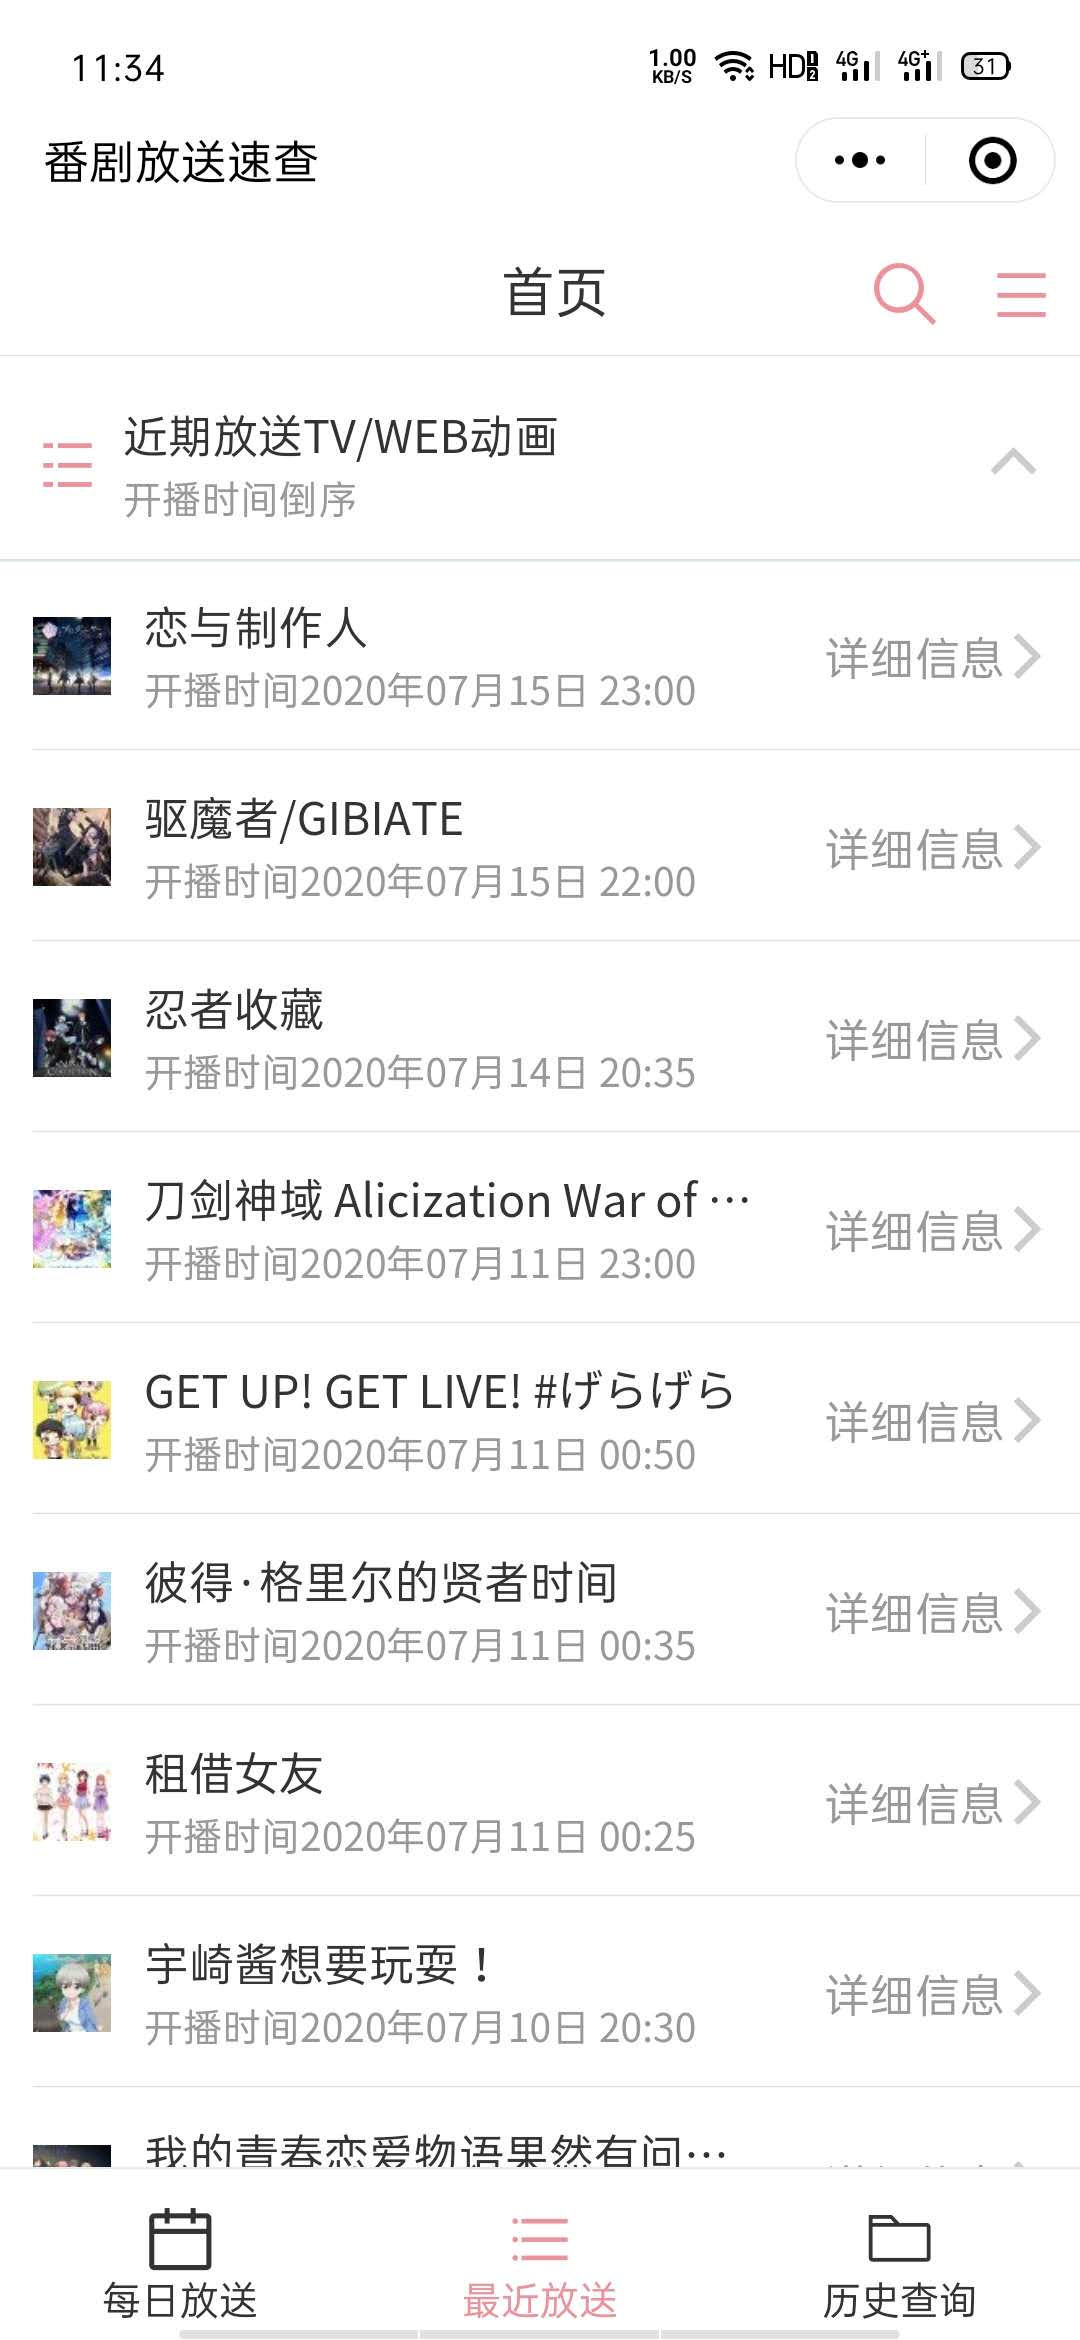 11:34
1.00
KB/S
HD 1 2
4G
4G+
31
番剧放送速查
首页
近期放送TV/WEB动画
开播时间倒序
恋与制作人
开播时间2020年07月15日 23:00
详细信息
驱魔者/GIBIATE
开播时间2020年07月15日 22:00
详细信息
忍者收藏
开播时间2020年07月14日 20:35
详细信息
刀剑神域 Alicization War of …
开播时间2020年07月11日 23:00
详细信息
GET UP! GET LIVE! #げらげら
开播时间2020年07月11日 00:50
详细信息
彼得·格里尔的贤者时间
开播时间2020年07月11日 00:35
详细信息
租借女友
开播时间2020年07月11日 00:25
详细信息
宇崎酱想要玩耍！
开播时间2020年07月10日 20:30
详细信息
我的青春恋爱物语果然有问…
每日放送
最近放送
历史查询